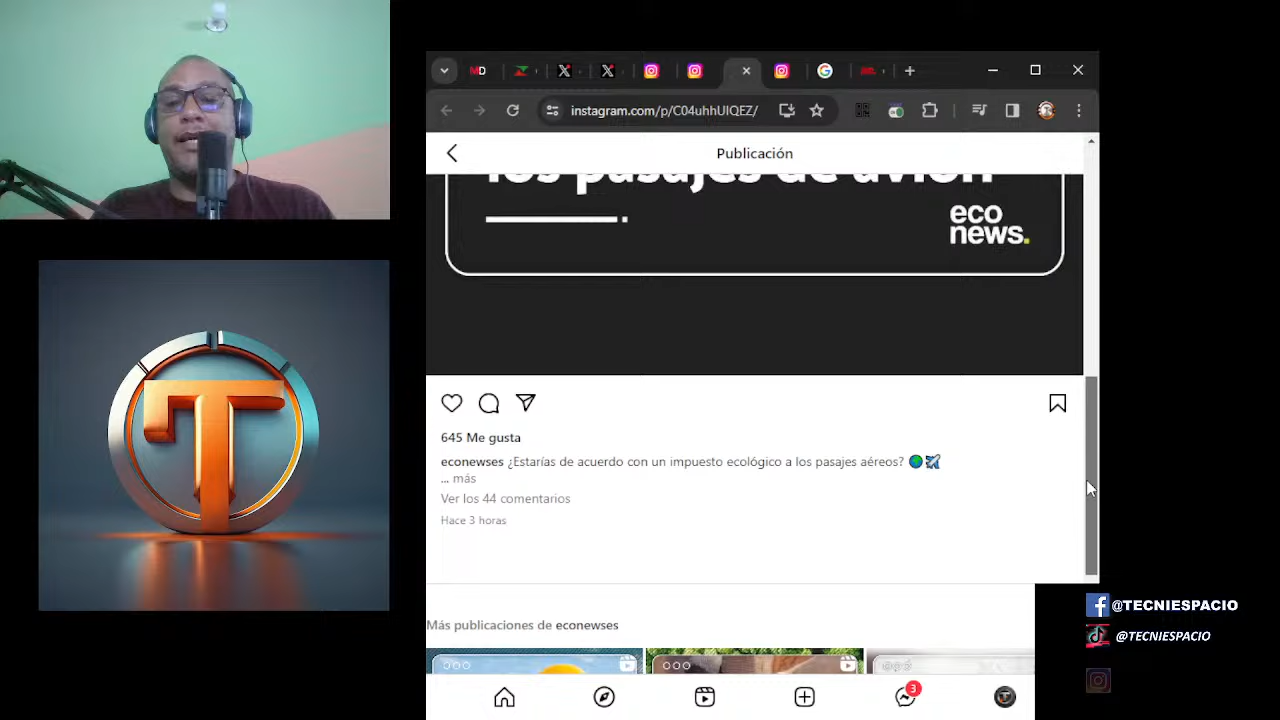 MD
instagram.com/p/C04uhhUIQEZ/
Publicación
los pasajes de avión
eco
news.
645 Me gusta
econewses ¿Estarías de acuerdo con un impuesto ecológico a los pasajes aéreos? 🌎✈️
... más
Ver los 44 comentarios
Hace 3 horas
Más publicaciones de econewses
3
T
@TECNIESPACIO
@TECNIESPACIO